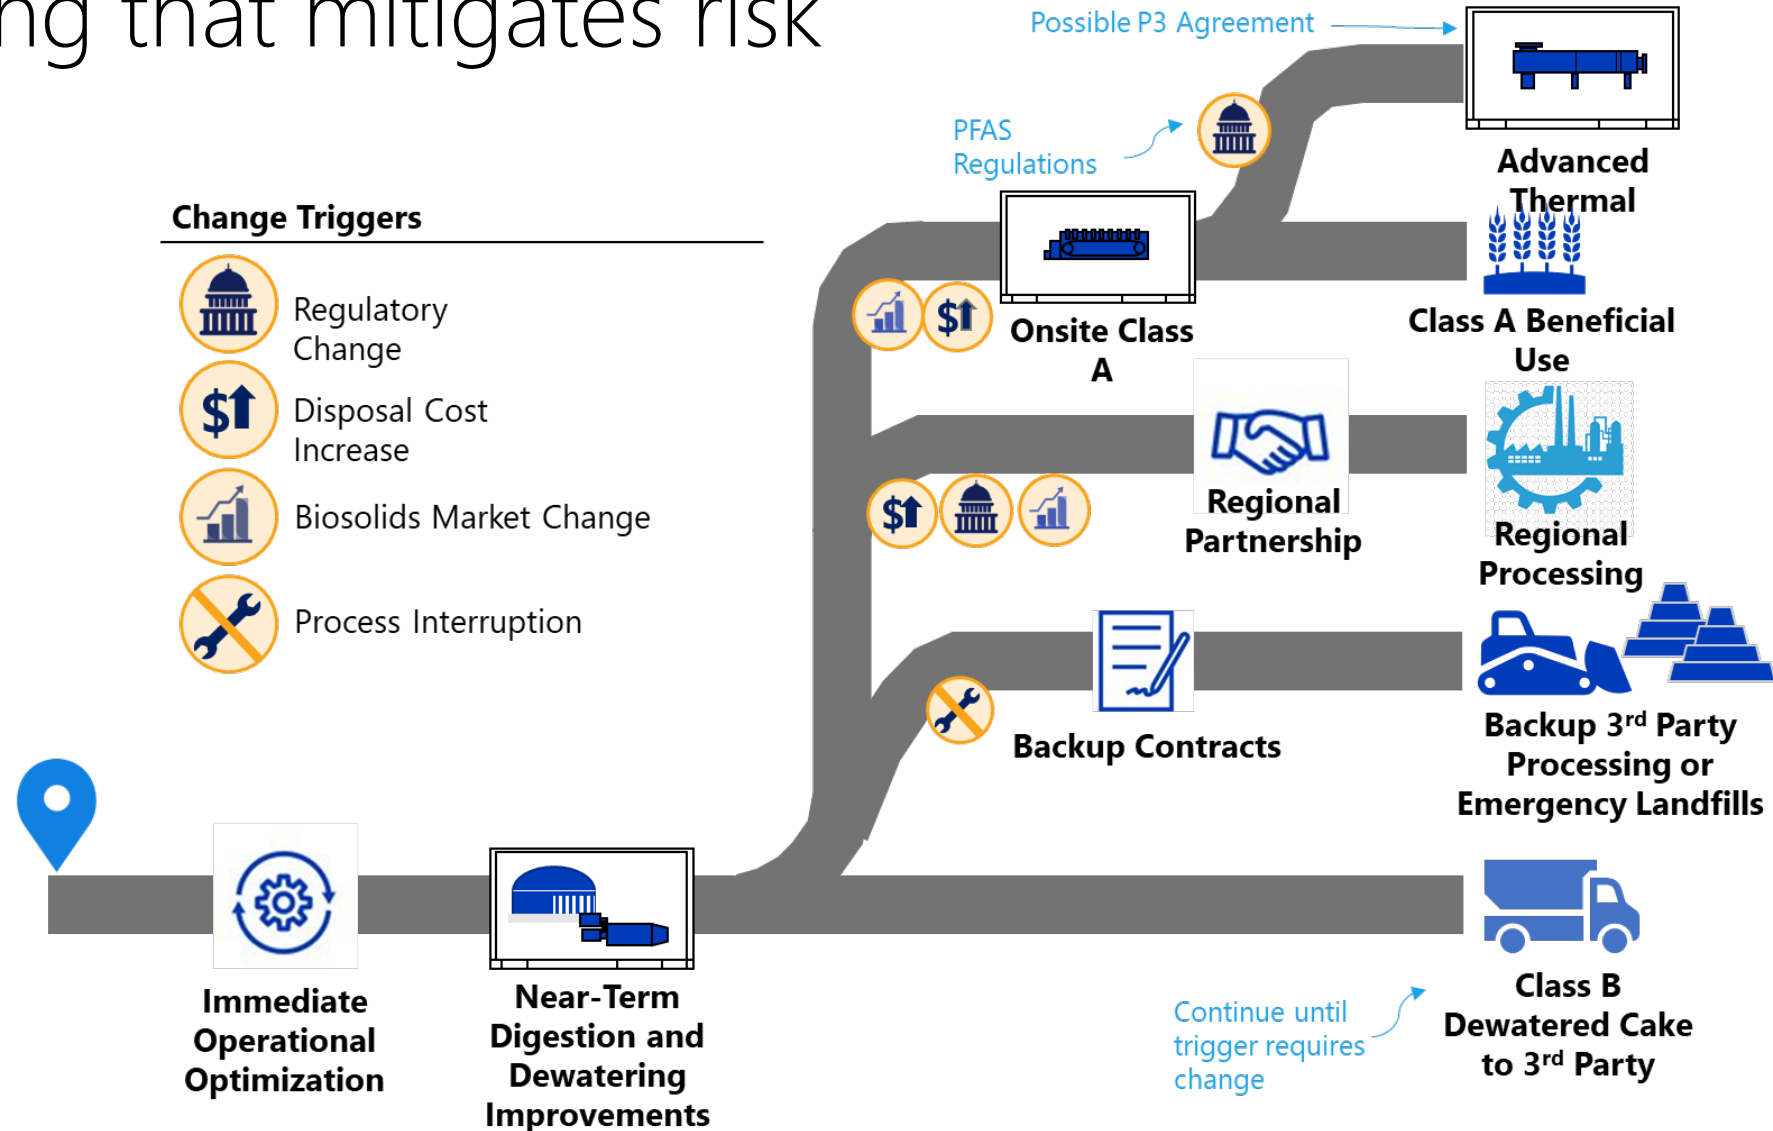 ng that mitigates risk
Possible P3 Agreement
PFAS
Regulations
Advanced
Thermal
Change Triggers
Regulatory
Change
Disposal Cost
Increase
Biosolids Market Change
Process Interruption
Onsite Class
A
Class A Beneficial
Use
Regional
Partnership
Regional
Processing
Backup Contracts
Backup 3rd Party
Processing or
Emergency Landfills
Immediate
Operational
Optimization
Near-Term
Digestion and
Dewatering
Improvements
Continue until
trigger requires
change
Class B
Dewatered Cake
to 3rd Party